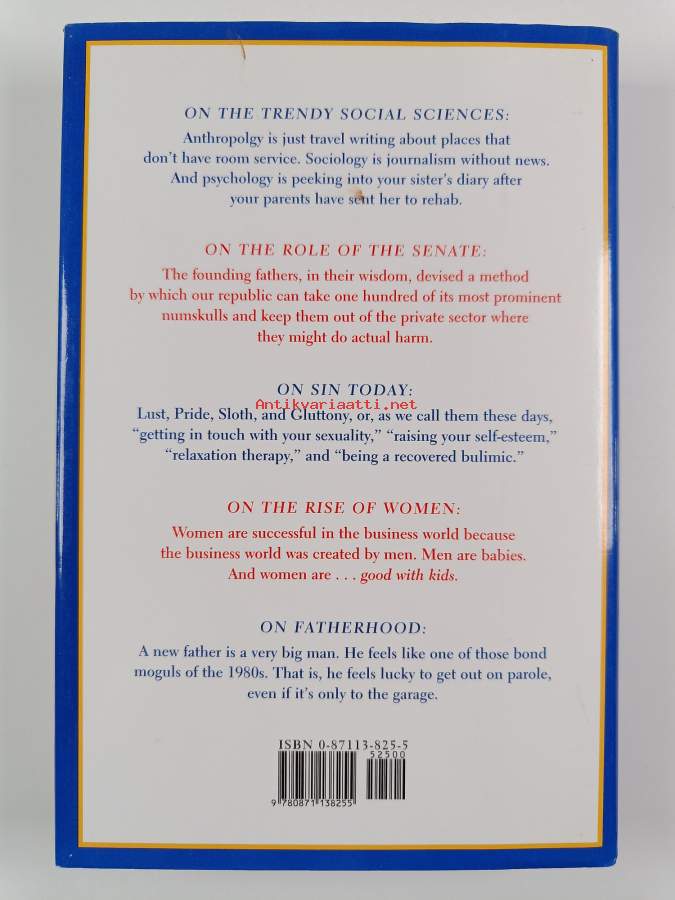 ON THE TRENDY SOCIAL SCIENCES:
Anthropolgy is just travel writing about places that
don't have room service. Sociology is journalism without news.
And psychology is peeking into your sister's diary after
your parents have sent her to rehab.
ON THE ROLE OF THE SENATE:
The founding fathers, in their wisdom, devised a method
by which our republic can take one hundred of its most prominent
numskulls and keep them out of the private sector where
they might do actual harm.
ON SIN TODAY:
Antikvariaatti.net
Lust, Pride, Sloth, and Gluttony, or, as we call them these days,
“getting in touch with your sexuality,” “raising your self-esteem,”
“relaxation therapy,” and “being a recovered bulimic.”
ON THE RISE OF WOMEN:
Women are successful in the business world because
the business world was created by men. Men are babies.
And women are . . . good with kids.
ON FATHERHOOD:
A new father is a very big man. He feels like one of those bond
moguls of the 1980s. That is, he feels lucky to get out on parole,
even if it's only to the garage.
ISBN 0-87113-825-5
52500
9 780871 138255